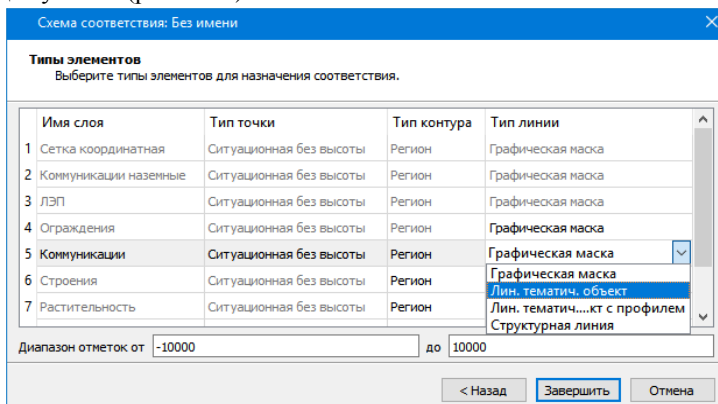 Схема соответствия: Без имени
Типы элементов
Выберите типы элементов для назначения соответствия.
Имя слоя Тип точки Тип контура Тип линии
1 Сетка координатная Ситуационная без высоты Регион Графическая маска
2 Коммуникации наземные Ситуационная без высоты Регион Графическая маска
3 ЛЭП Ситуационная без высоты Регион Графическая маска
4 Ограждения Ситуационная без высоты Регион Графическая маска
5 Коммуникации Ситуационная без высоты Регион Графическая маска
Графическая маска
6 Строения Ситуационная без высоты Регион Лин. тематич. объект
7 Растительность Ситуационная без высоты Регион Лин. тематич....кт с профилем
Структурная линия
Диапазон отметок от -10000 до 10000
< Назад Завершить Отмена